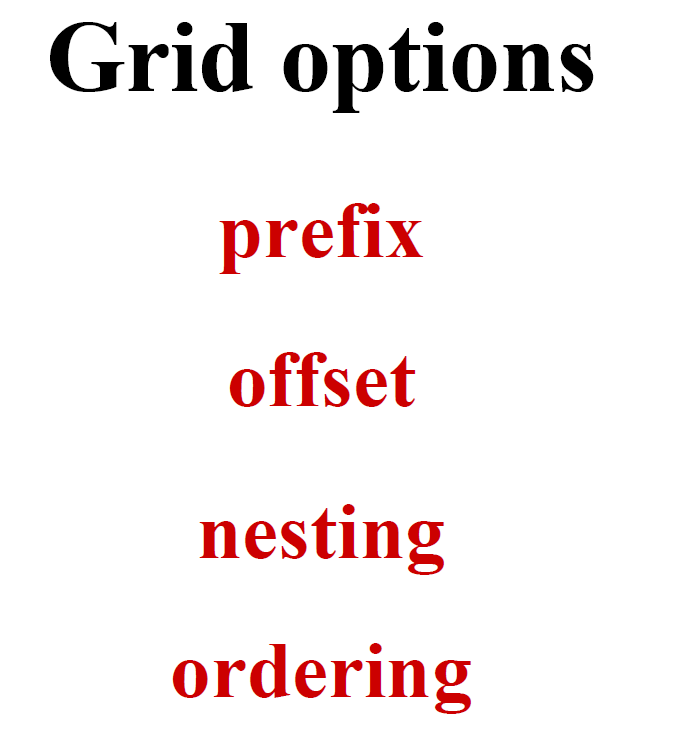 Grid options
prefix
offset
nesting
ordering